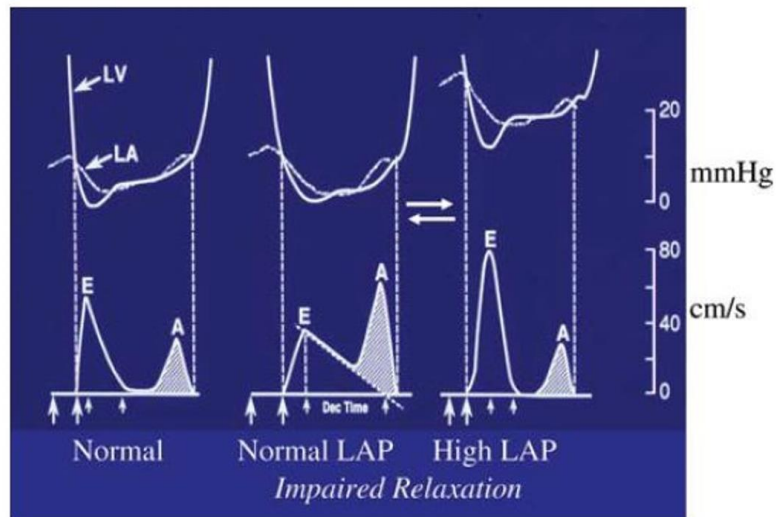 LV
LA
20
mmHg
0
E
80
A
E
40
cm/s
E
A
A
0
Dec Time
Normal
Normal LAP
High LAP
Impaired Relaxation